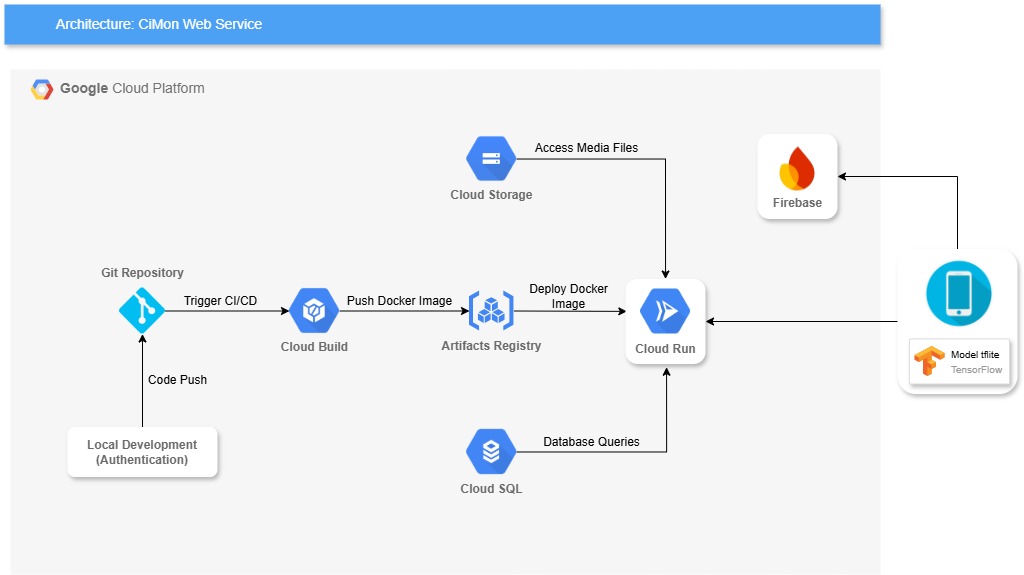 Architecture: CiMon Web Service
Google Cloud Platform
Access Media Files
Cloud Storage
Firebase
Git Repository
Trigger CI/CD
Cloud Build
Push Docker Image
Artifacts Registry
Deploy Docker
Image
Cloud Run
Model tflite
TensorFlow
Code Push
Local Development
(Authentication)
Database Queries
Cloud SQL